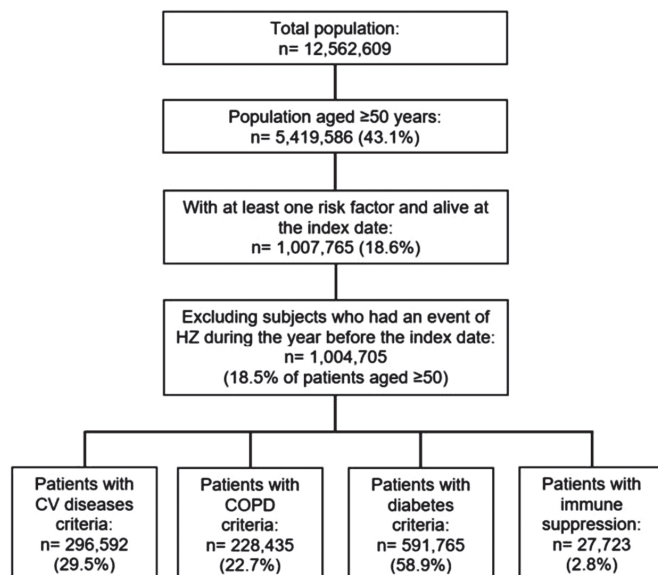 Total population:
n= 12,562,609
Population aged ≥50 years:
n= 5,419,586 (43.1%)
With at least one risk factor and alive at
the index date:
n= 1,007,765 (18.6%)
Excluding subjects who had an event of
HZ during the year before the index date:
n= 1,004,705
(18.5% of patients aged ≥50)
Patients with
CV diseases
criteria:
n= 296,592
(29.5%)
Patients with
COPD
criteria:
n= 228,435
(22.7%)
Patients with
diabetes
criteria:
n= 591,765
(58.9%)
Patients with
immune
suppression:
n= 27,723
(2.8%)